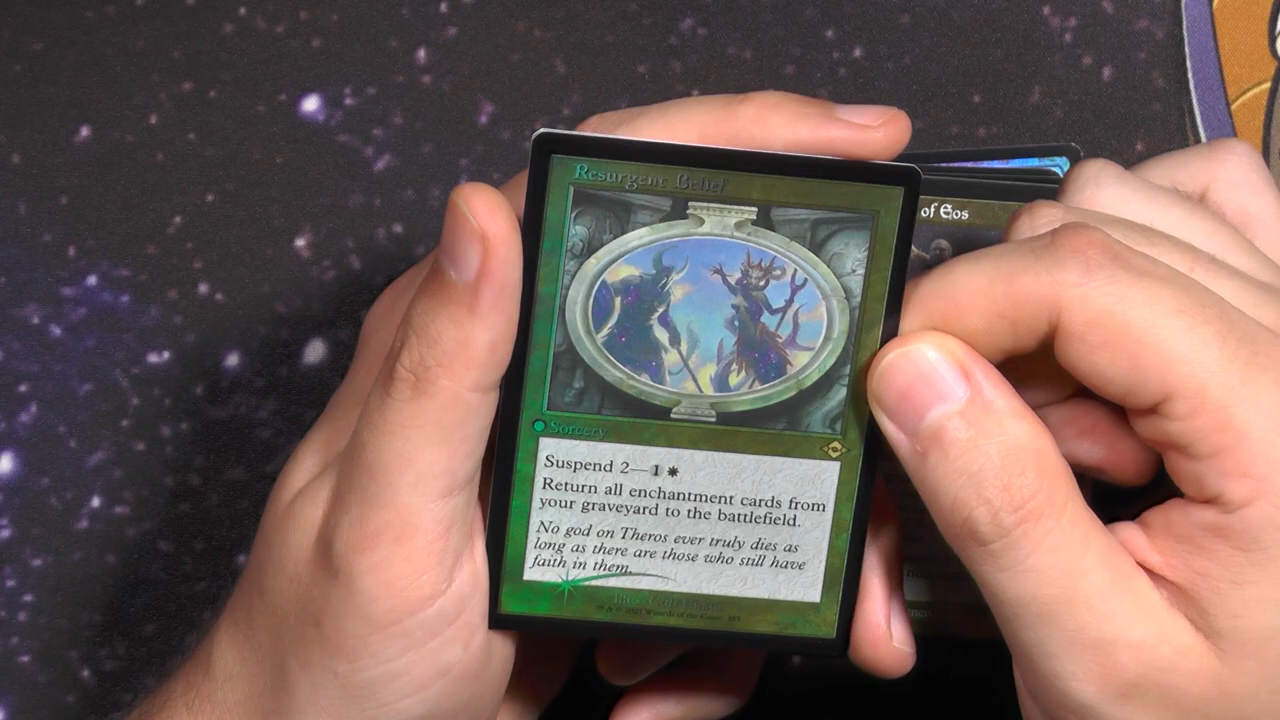 Resurgent Belief
of Eos
Sorcery
Suspend 2—1
Return all enchantment cards from
your graveyard to the battlefield.
No god on Theros ever truly dies as
long as there are those who still have
faith in them.